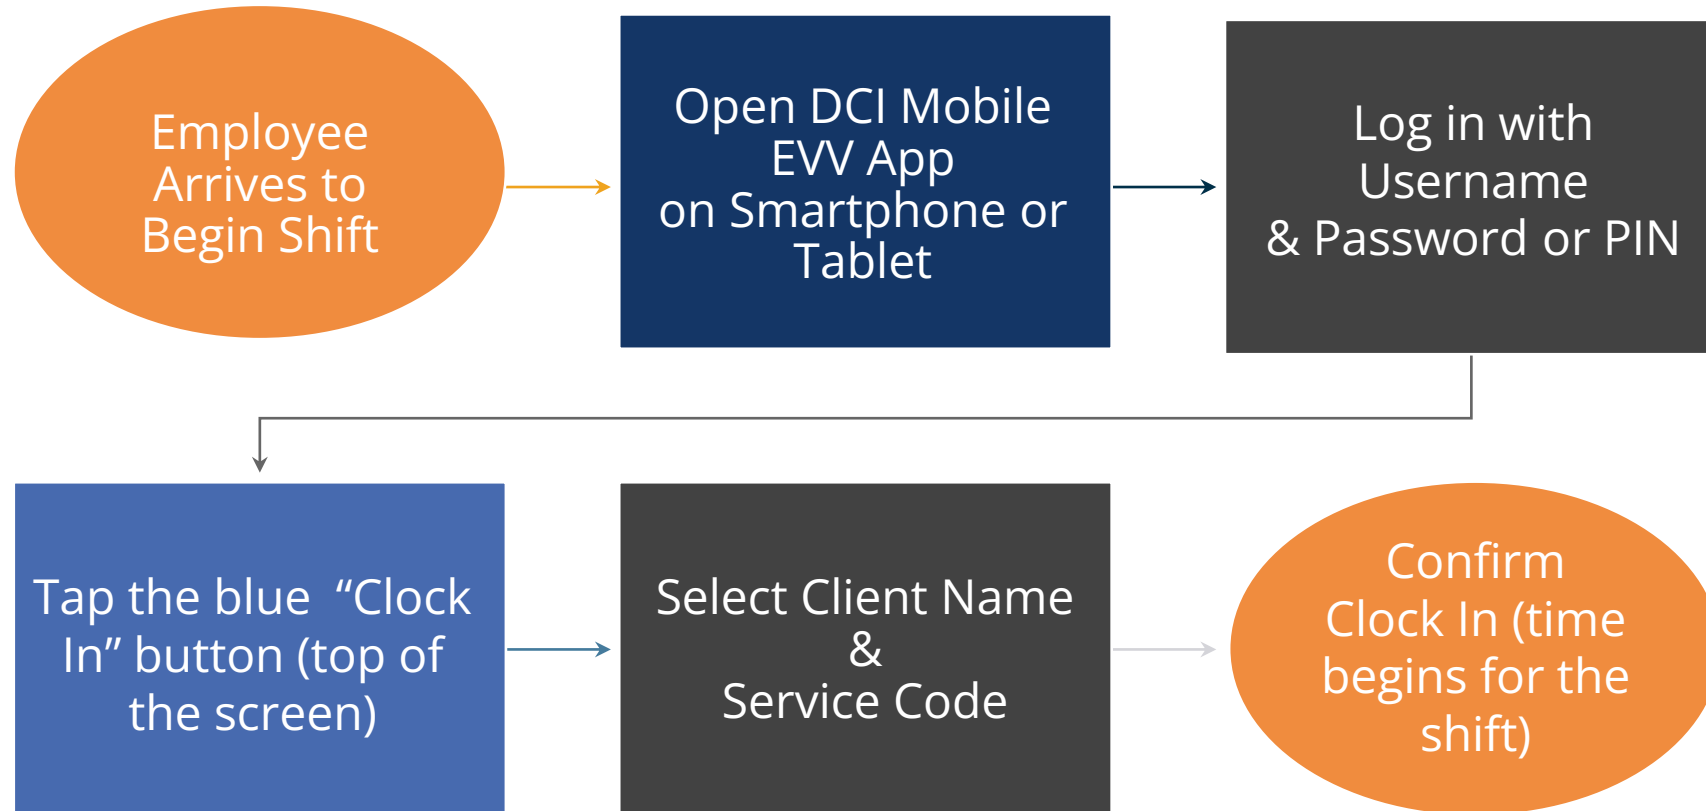 Employee
Arrives to
Begin Shift
Open DCI Mobile
EVV App
on Smartphone or
Tablet
Log in with
Username
& Password or PIN
Tap the blue  “Clock
In” button (top of
the screen)
Select Client Name
&
Service Code
Confirm
Clock In (time
begins for the
shift)